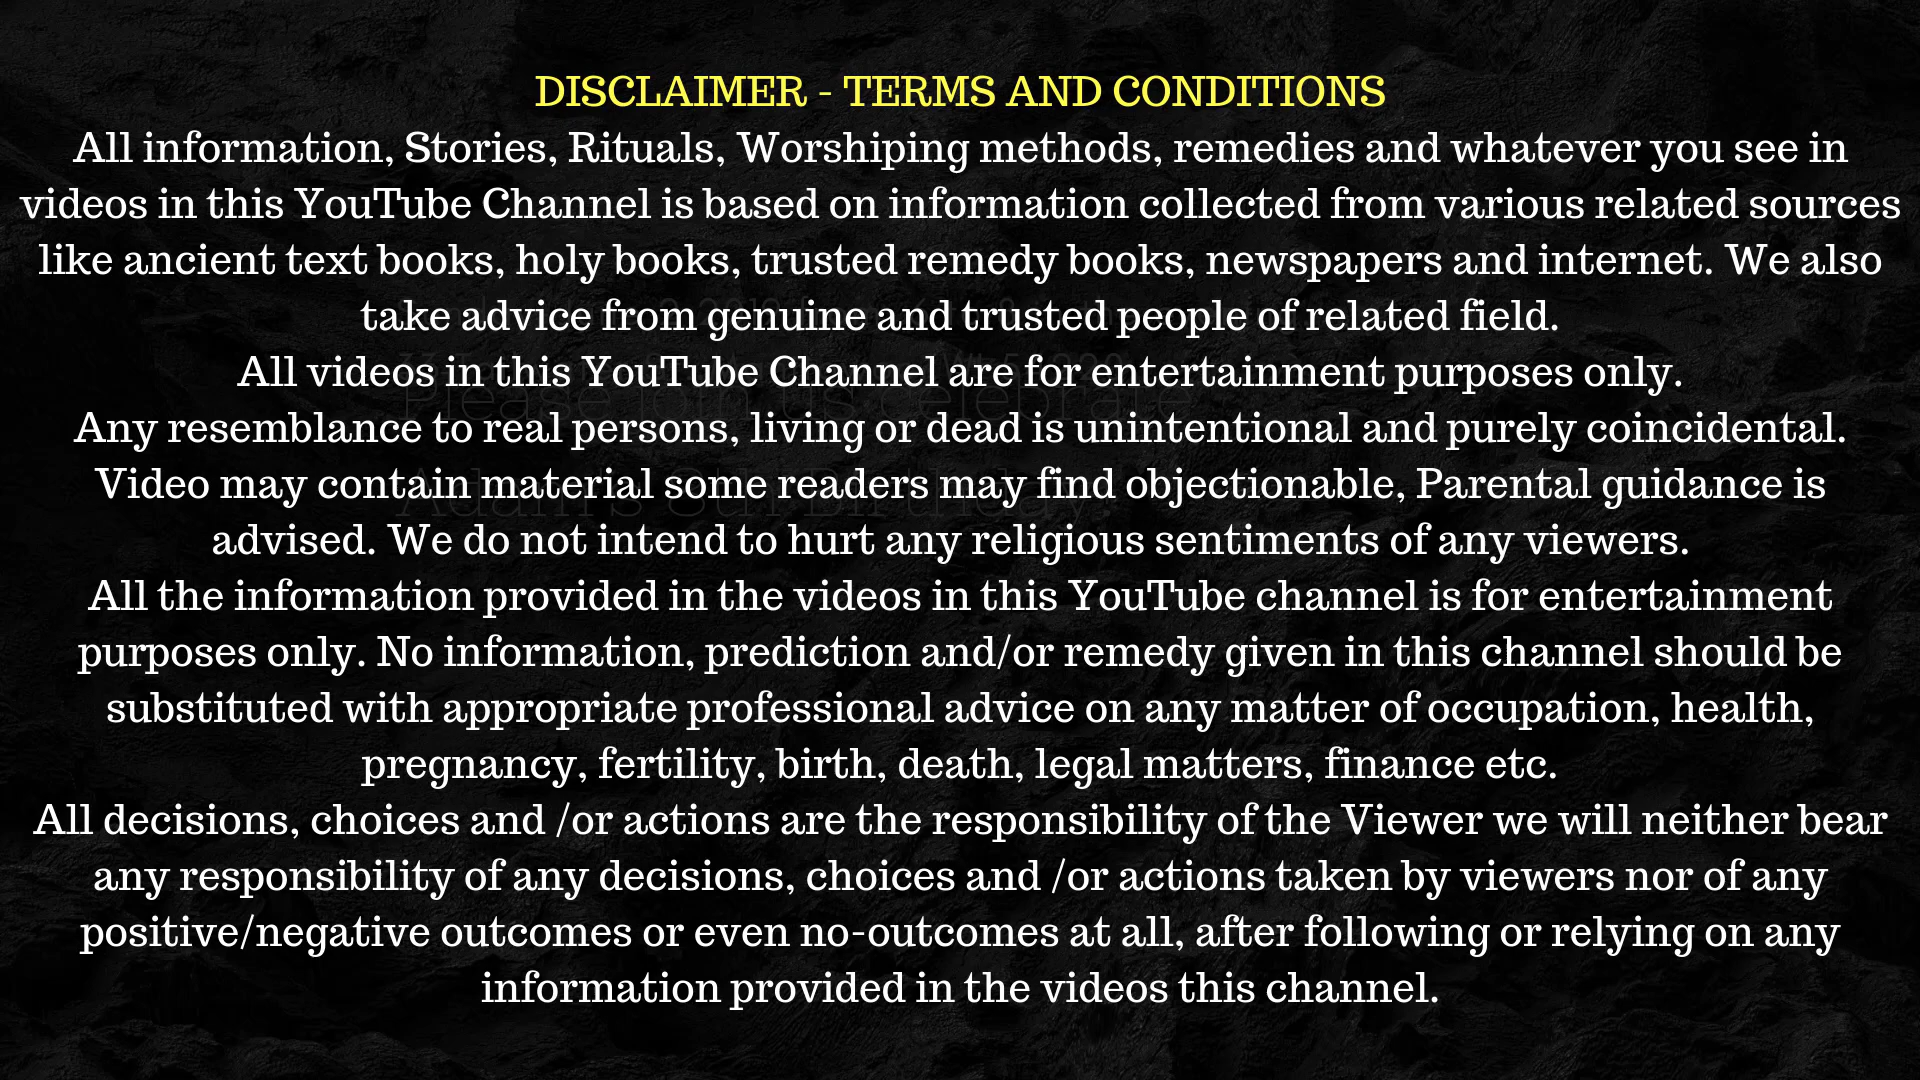 DISCLAIMER - TERMS AND CONDITIONS
All information, Stories, Rituals, Worshiping methods, remedies and whatever you see in
videos in this YouTube Channel is based on information collected from various related sources
like ancient text books, holy books, trusted remedy books, newspapers and internet. We also
take advice from genuine and trusted people of related field.
All videos in this YouTube Channel are for entertainment purposes only.
Please join us celebrate
Any resemblance to real persons, living or dead is unintentional and purely coincidental.
Video may contain material some readers may find objectionable, Parental guidance is
Adam's 8th Birthday!
advised. We do not intend to hurt any religious sentiments of any viewers.
All the information provided in the videos in this YouTube channel is for entertainment
purposes only. No information, prediction and/or remedy given in this channel should be
substituted with appropriate professional advice on any matter of occupation, health,
pregnancy, fertility, birth, death, legal matters, finance etc.
All decisions, choices and /or actions are the responsibility of the Viewer we will neither bear
any responsibility of any decisions, choices and /or actions taken by viewers nor of any
positive/negative outcomes or even no-outcomes at all, after following or relying on any
information provided in the videos this channel.